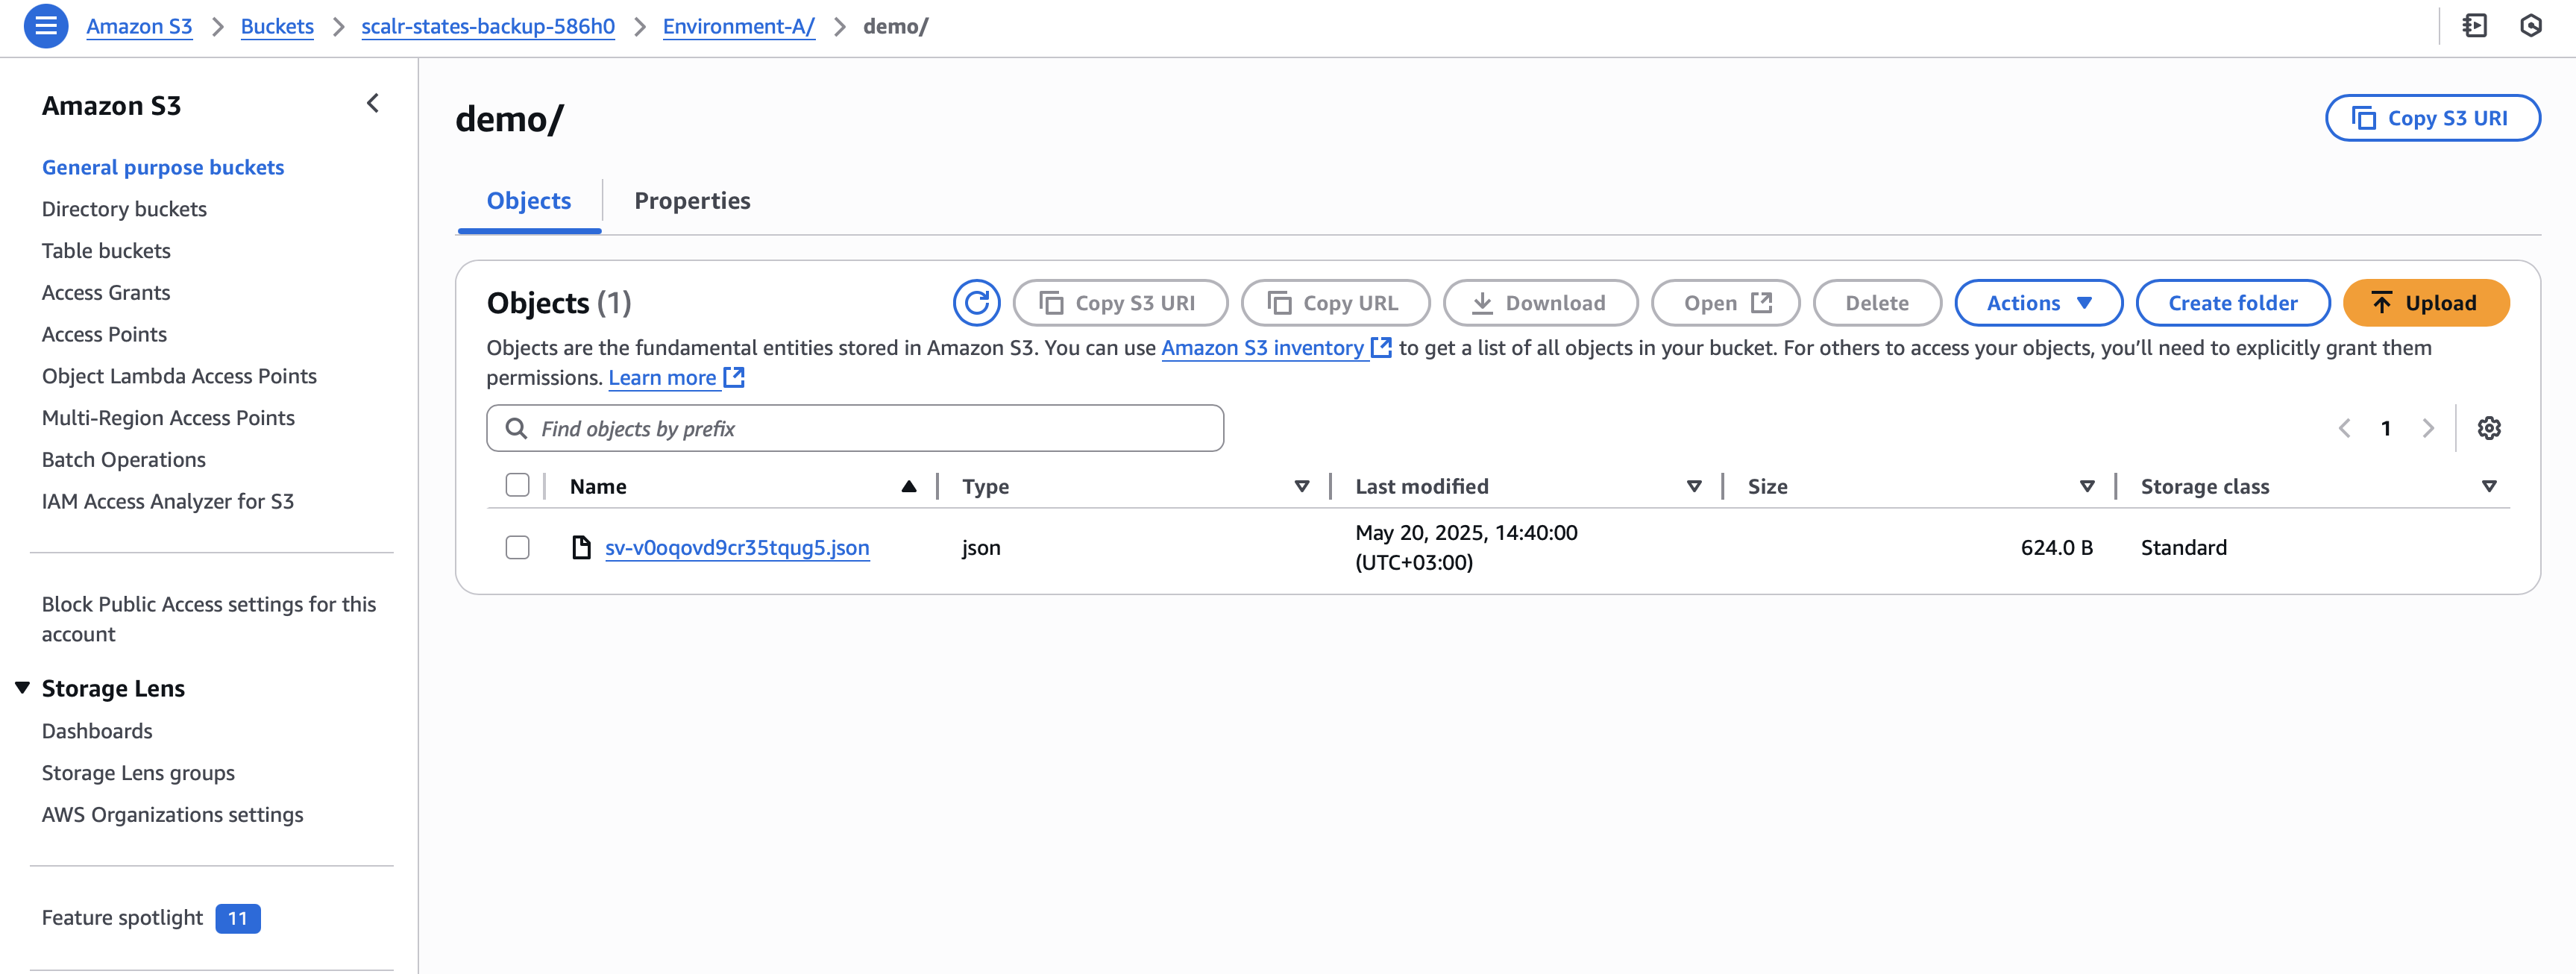 Amazon S3 > Buckets > scalr-states-backup-586h0 > Environment-A/ > demo/
Amazon S3
General purpose buckets
Directory buckets
Table buckets
Access Grants
Access Points
Object Lambda Access Points
Multi-Region Access Points
Batch Operations
IAM Access Analyzer for S3
Block Public Access settings for this
account
Storage Lens
Dashboards
Storage Lens groups
AWS Organizations settings
Feature spotlight 11
demo/
Copy S3 URI
Objects Properties
Objects (1) Copy S3 URI Copy URL Download Open Delete Actions Create folder Upload
Objects are the fundamental entities stored in Amazon S3. You can use Amazon S3 inventory to get a list of all objects in your bucket. For others to access your objects, you’ll need to explicitly grant them
permissions. Learn more
Find objects by prefix
1
Name Type Last modified Size Storage class
sv-v0oqovd9cr35tqug5.json json May 20, 2025, 14:40:00 624.0 B Standard
(UTC+03:00)